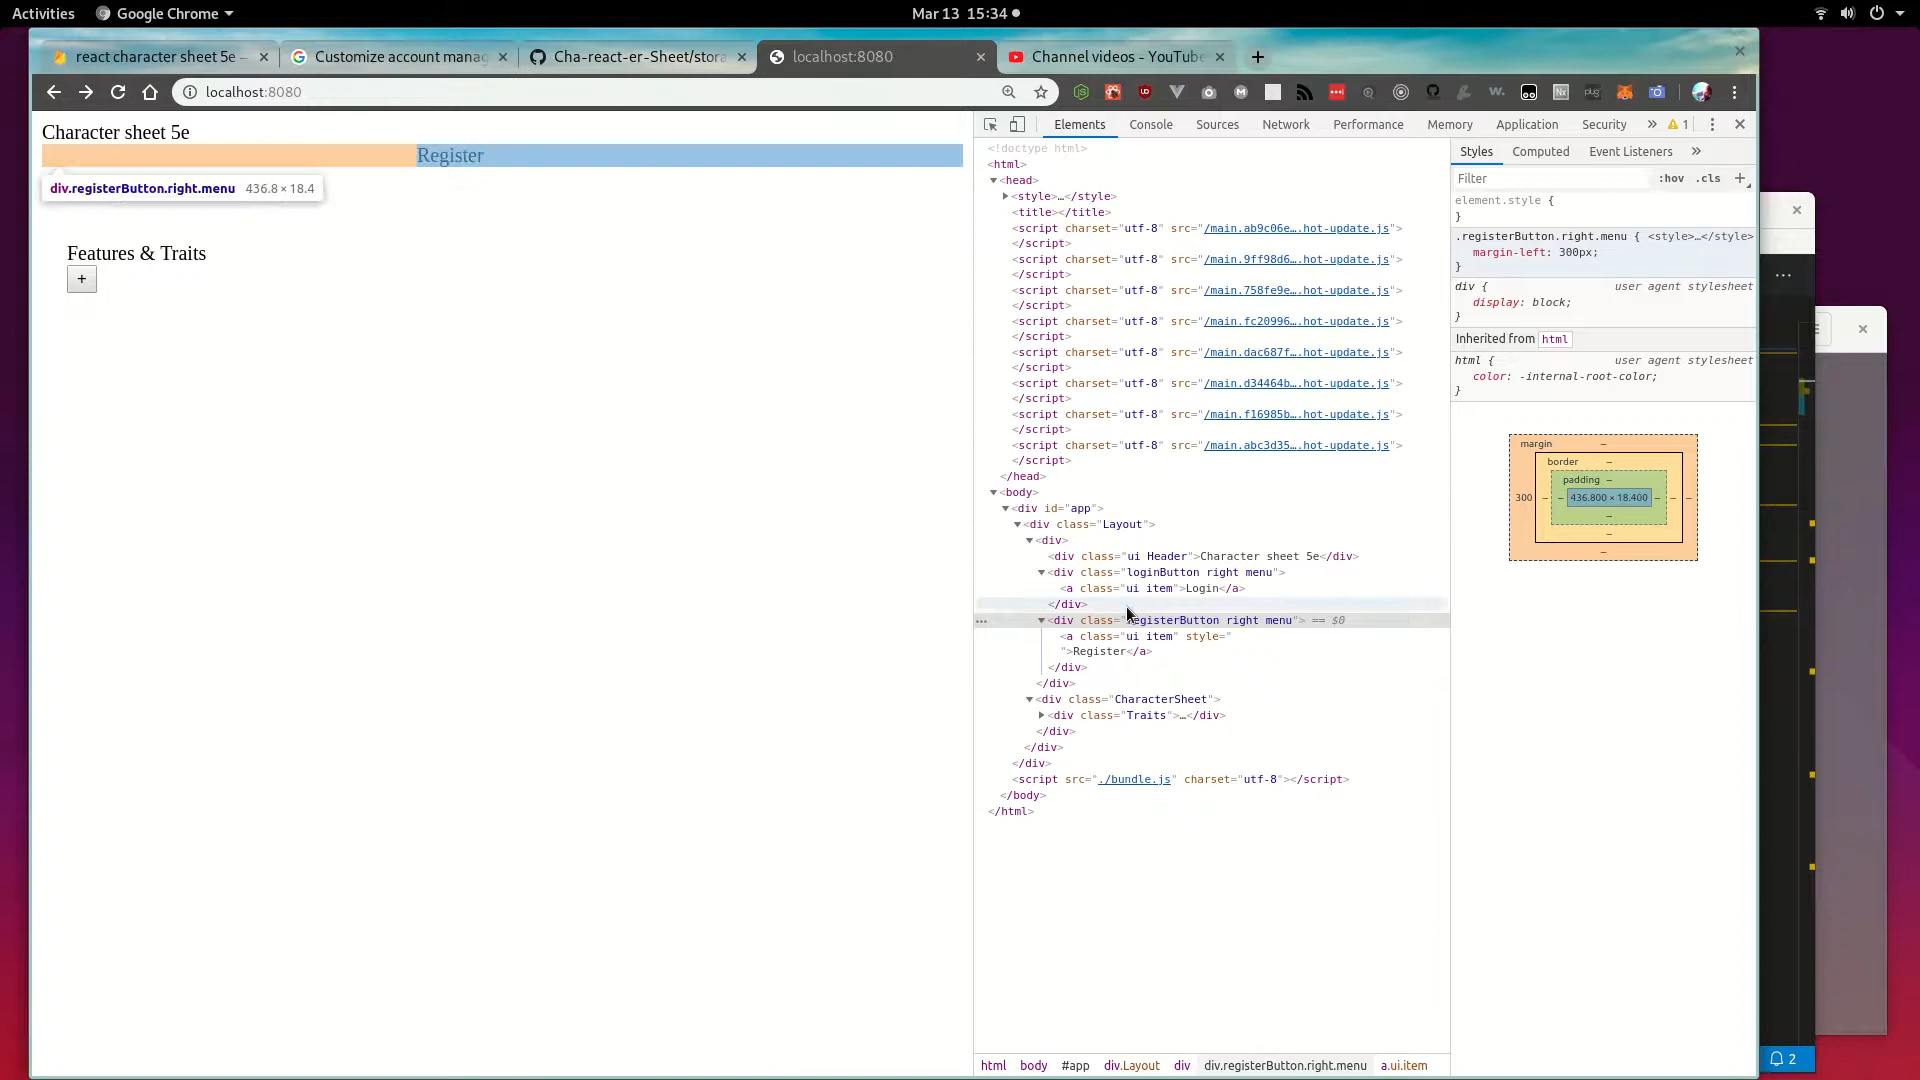 Activities Google Chrome Mar 13 15:34
react character sheet 5e –
Customize account manag
Cha-react-er-Sheet/stora
localhost:8080
Channel videos - YouTube
localhost:8080
Character sheet 5e
Register
div.registerButton.right.menu 436.8 × 18.4
Features & Traits
+
Elements Console Sources Network Performance Memory Application Security » 1
<!doctype html>
<html>
<head>
<style>…</style>
<title></title>
<script charset="utf-8" src="/main.ab9c06e….hot-update.js">
</script>
<script charset="utf-8" src="/main.9ff98d6….hot-update.js">
</script>
<script charset="utf-8" src="/main.758fe9e….hot-update.js">
</script>
<script charset="utf-8" src="/main.fc20996….hot-update.js">
</script>
<script charset="utf-8" src="/main.dac687f….hot-update.js">
</script>
<script charset="utf-8" src="/main.d34464b….hot-update.js">
</script>
<script charset="utf-8" src="/main.f16985b….hot-update.js">
</script>
<script charset="utf-8" src="/main.abc3d35….hot-update.js">
</script>
</head>
<body>
<div id="app">
<div class="Layout">
<div>
<div class="ui Header">Character sheet 5e</div>
<div class="loginButton right menu">
<a class="ui item">Login</a>
</div>
<div class="registerButton right menu"> == $0
<a class="ui item" style="
">Register</a>
</div>
</div>
<div class="CharacterSheet">
<div class="Traits">…</div>
</div>
</div>
</div>
<script src="./bundle.js" charset="utf-8"></script>
</body>
</html>
html body #app div.Layout div div.registerButton.right.menu a.ui.item
Styles Computed Event Listeners »
Filter :hov .cls +
element.style {
}
.registerButton.right.menu { <style>…</style>
margin-left: 300px;
}
div { user agent stylesheet
display: block;
}
Inherited from html
html { user agent stylesheet
color: -internal-root-color;
}
margin –
border –
padding –
300 – – 436.800 × 18.400 – – –
–
–
–
2